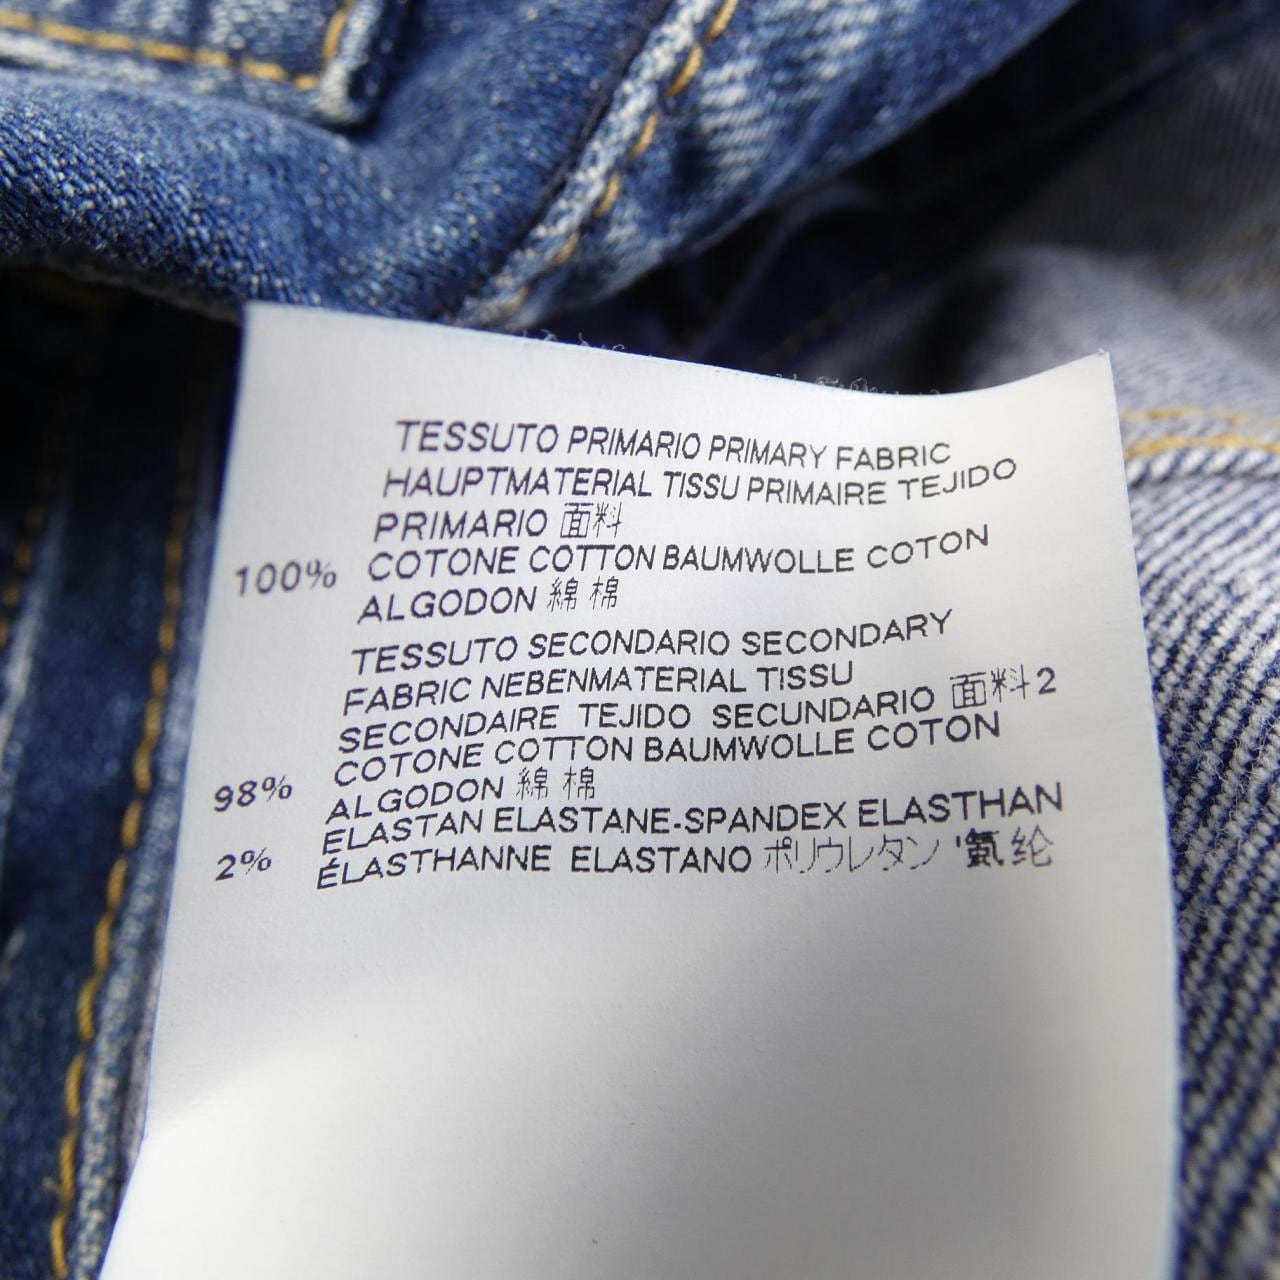 TESSUTO PRIMARIO PRIMARY FABRIC
HAUPTMATERIAL TISSU PRIMAIRE TEJIDO
PRIMARIO 面料
100% COTONE COTTON BAUMWOLLE COTON
ALGODON 綿 棉
TESSUTO SECONDARIO SECONDARY
FABRIC NEBENMATERIAL TISSU
SECONDAIRE TEJIDO SECUNDARIO 面料2
98% COTONE COTTON BAUMWOLLE COTON
ALGODON 綿 棉
2% ELASTAN ELASTANE-SPANDEX ELASTHAN
ÉLASTHANNE ELASTANO ポリウレタン '氨纶